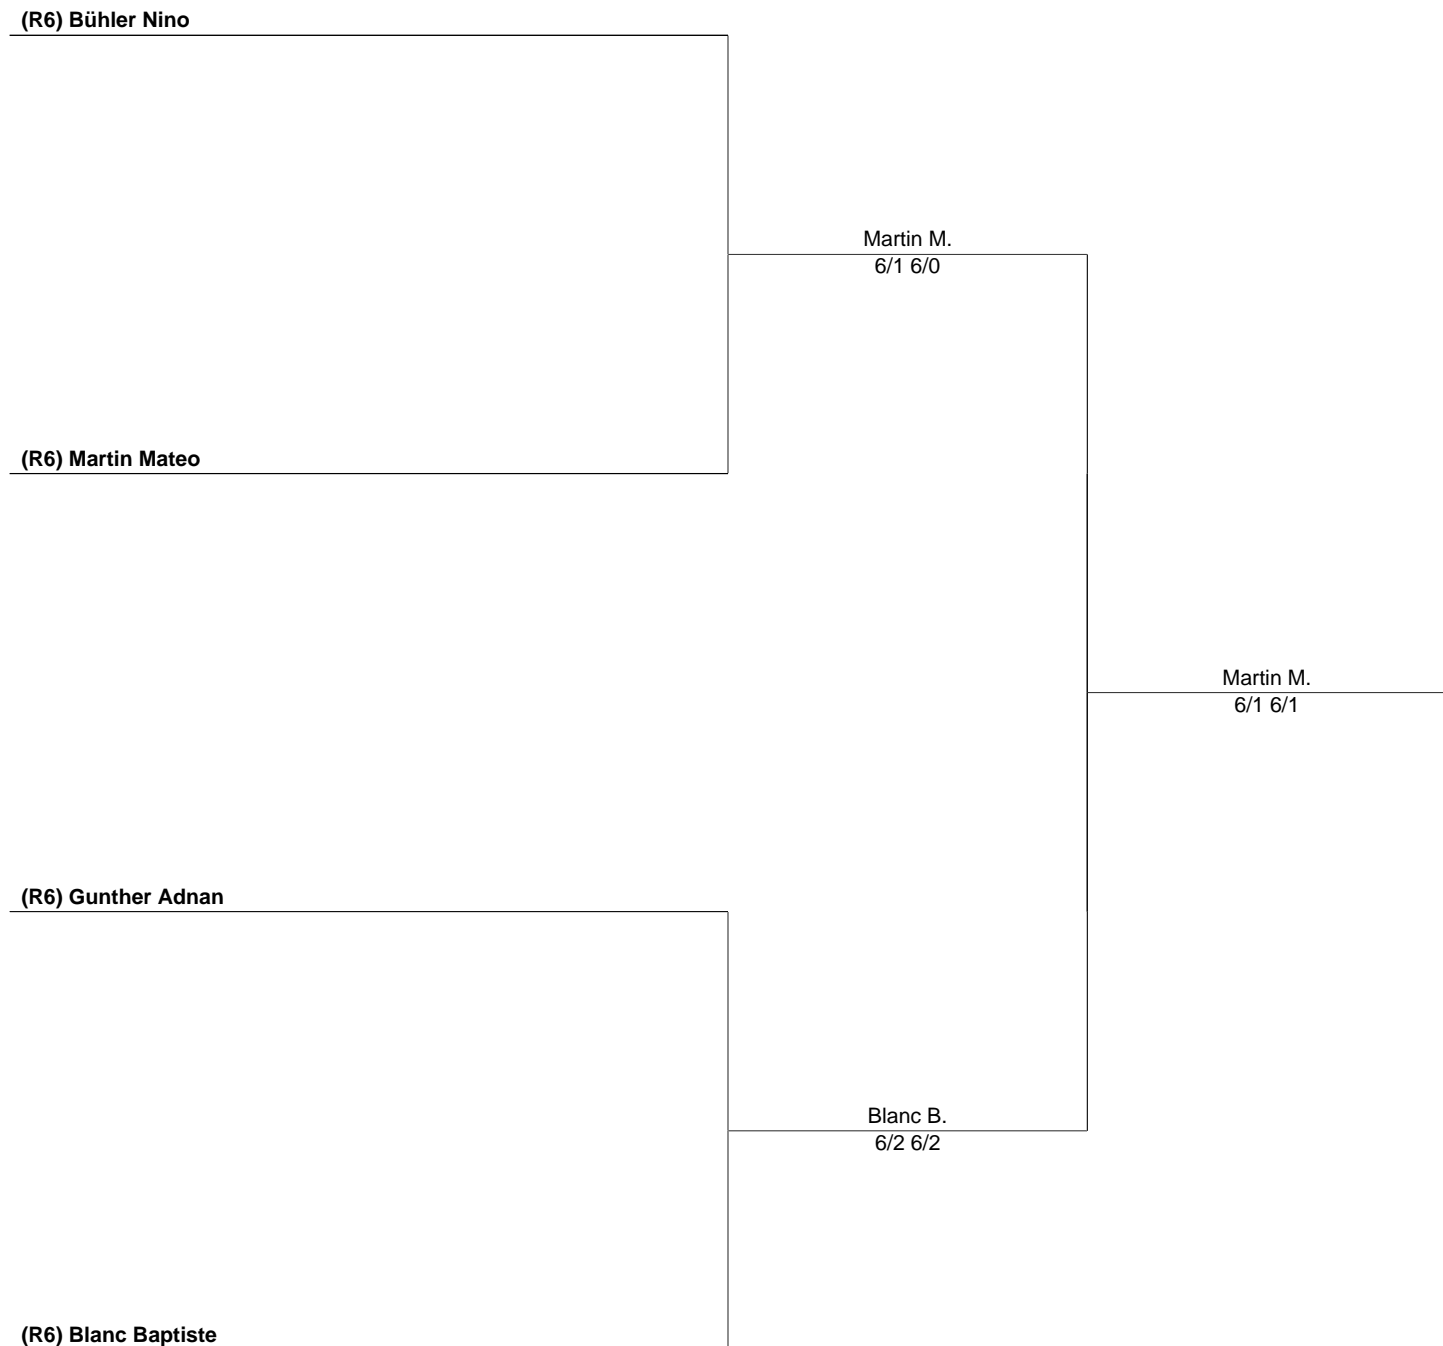 (R6) Bühler Nino
Martin M.
6/1 6/0
(R6) Martin Mateo
Martin M.
6/1 6/1
(R6) Gunther Adnan
Blanc B.
6/2 6/2
(R6) Blanc Baptiste